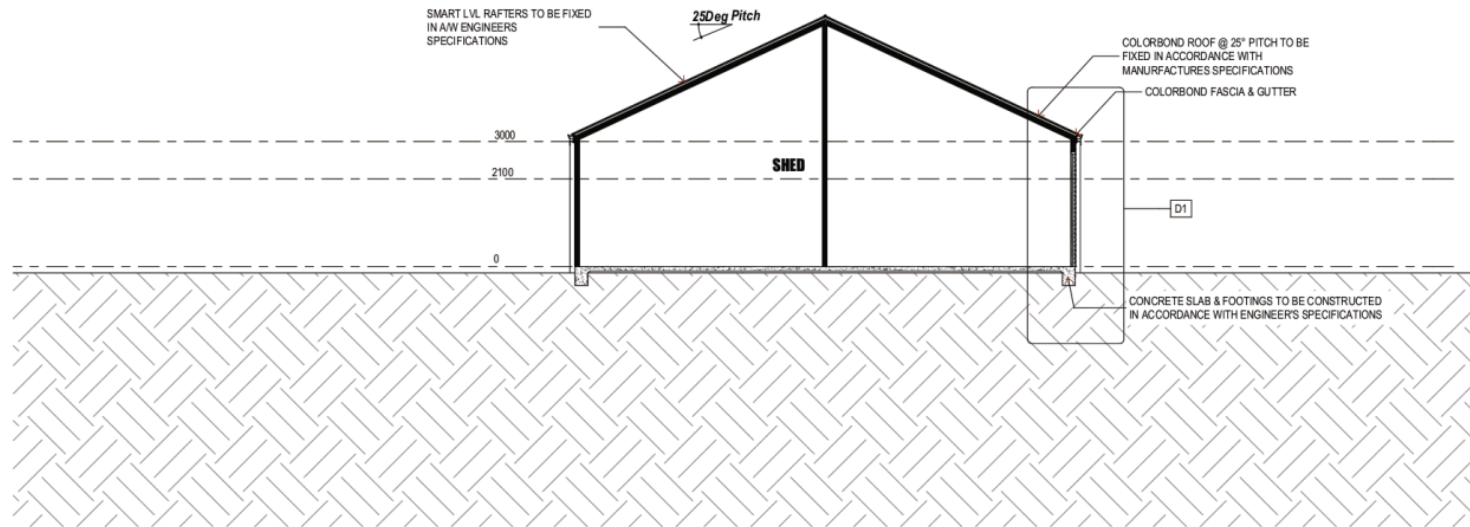 SMART LVL RAFTERS TO BE FIXED
IN A/W ENGINEERS
SPECIFICATIONS
25Deg Pitch
COLORBOND ROOF @ 25° PITCH TO BE
FIXED IN ACCORDANCE WITH
MANURFACTURES SPECIFICATIONS
COLORBOND FASCIA & GUTTER
3000
SHED
2100
D1
0
CONCRETE SLAB & FOOTINGS TO BE CONSTRUCTED
IN ACCORDANCE WITH ENGINEER'S SPECIFICATIONS